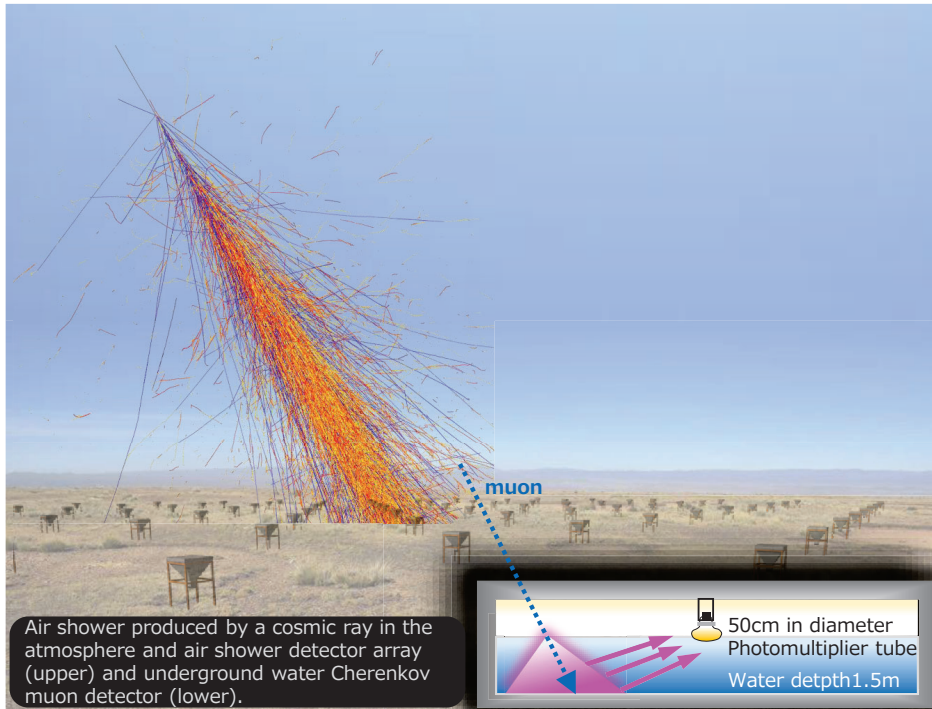 muon
50cm in diameter
Photomultiplier tube
Water detpth1.5m
Air shower produced by a cosmic ray in the
atmosphere and air shower detector array
(upper) and underground water Cherenkov
muon detector (lower).